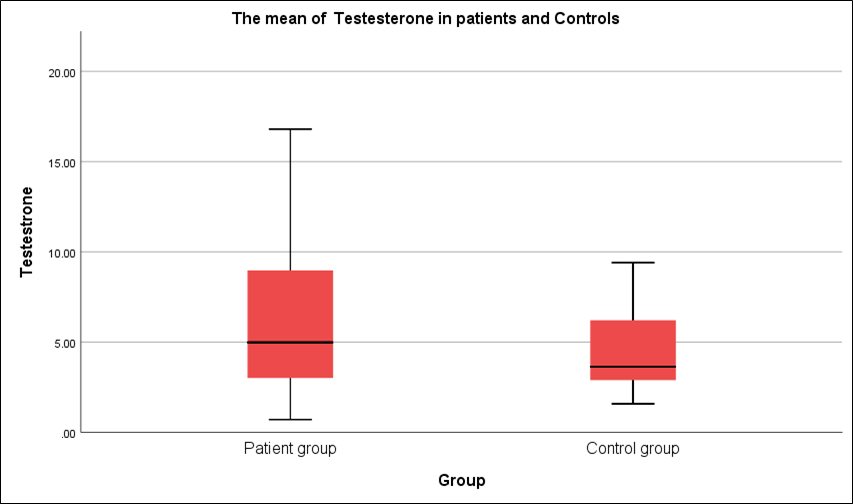 The mean of Testesterone in patients and Controls
20.00
15.00
10.00
5.00
.00
Testestrone
Patient group
Control group
Group